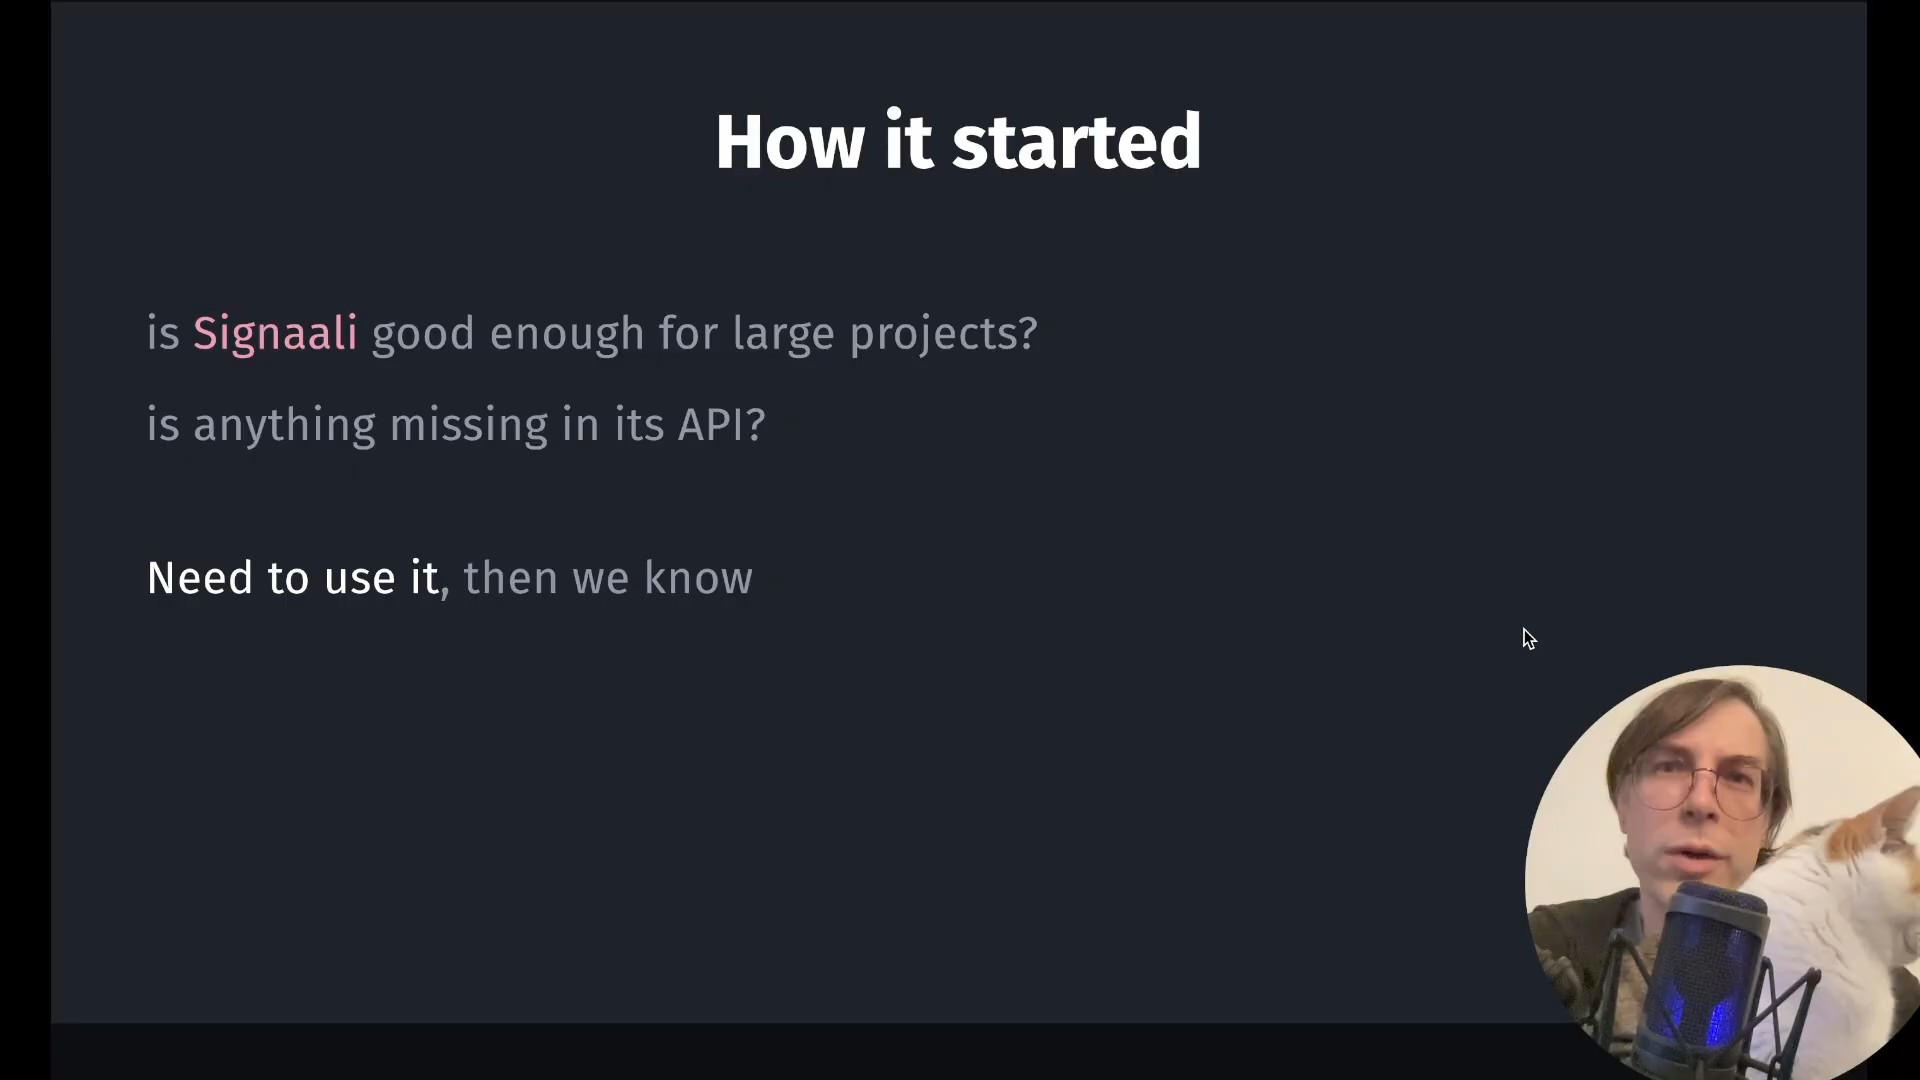 How it started
is Signaali good enough for large projects?
is anything missing in its API?
Need to use it, then we know